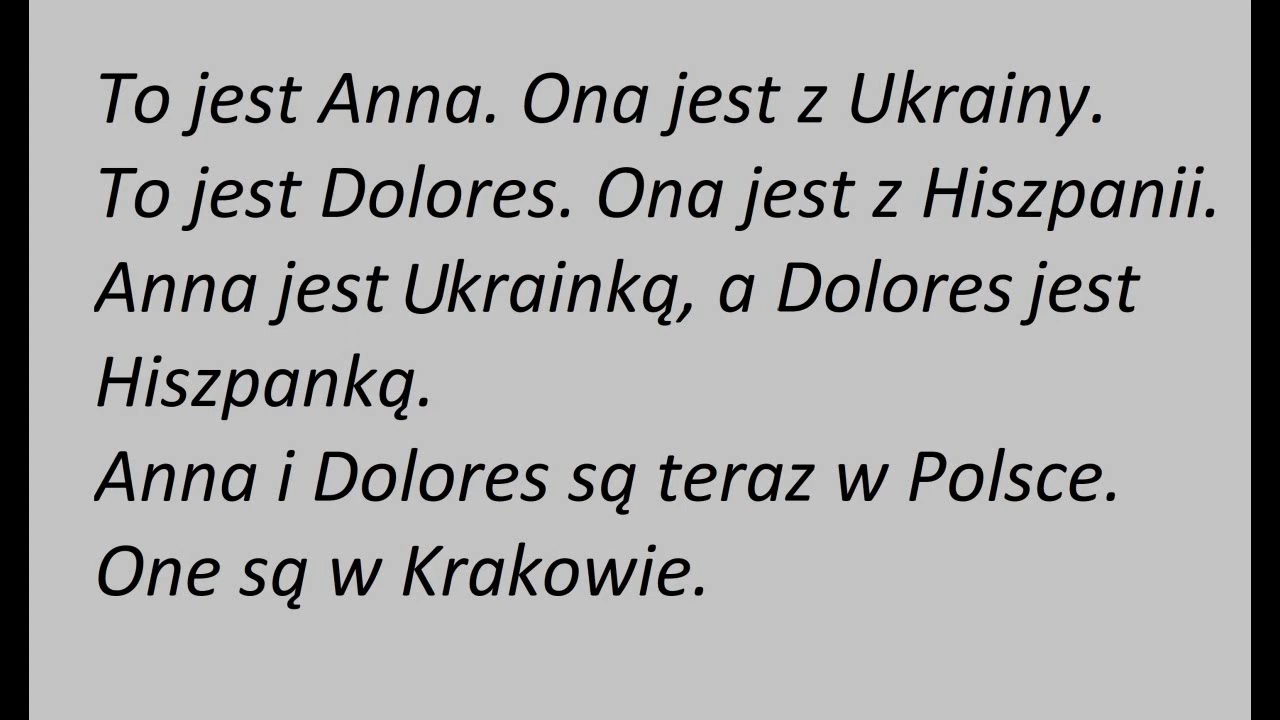 To jest Anna. Ona jest z Ukrainy.
To jest Dolores. Ona jest z Hiszpanii.
Anna jest Ukrainką, a Dolores jest
Hiszpanką.
Anna i Dolores są teraz w Polsce.
One są w Krakowie.